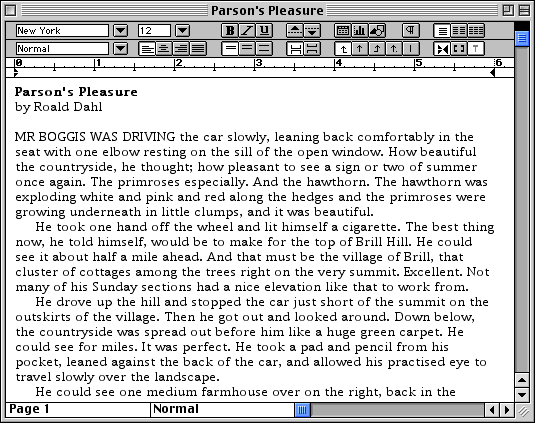 Parson's Pleasure
New York 12 B I U
Normal
0 1 2 3 4 5 6
Parson's Pleasure
by Roald Dahl
MR BOGGIS WAS DRIVING the car slowly, leaning back comfortably in the
seat with one elbow resting on the sill of the open window. How beautiful
the countryside, he thought; how pleasant to see a sign or two of summer
once again. The primroses especially. And the hawthorn. The hawthorn was
exploding white and pink and red along the hedges and the primroses were
growing underneath in little clumps, and it was beautiful.
He took one hand off the wheel and lit himself a cigarette. The best thing
now, he told himself, would be to make for the top of Brill Hill. He could
see it about half a mile ahead. And that must be the village of Brill, that
cluster of cottages among the trees right on the very summit. Excellent. Not
many of his Sunday sections had a nice elevation like that to work from.
He drove up the hill and stopped the car just short of the summit on the
outskirts of the village. Then he got out and looked around. Down below,
the countryside was spread out before him like a huge green carpet. He
could see for miles. It was perfect. He took a pad and pencil from his
pocket, leaned against the back of the car, and allowed his practised eye to
travel slowly over the landscape.
He could see one medium farmhouse over on the right, back in the
Page 1 Normal